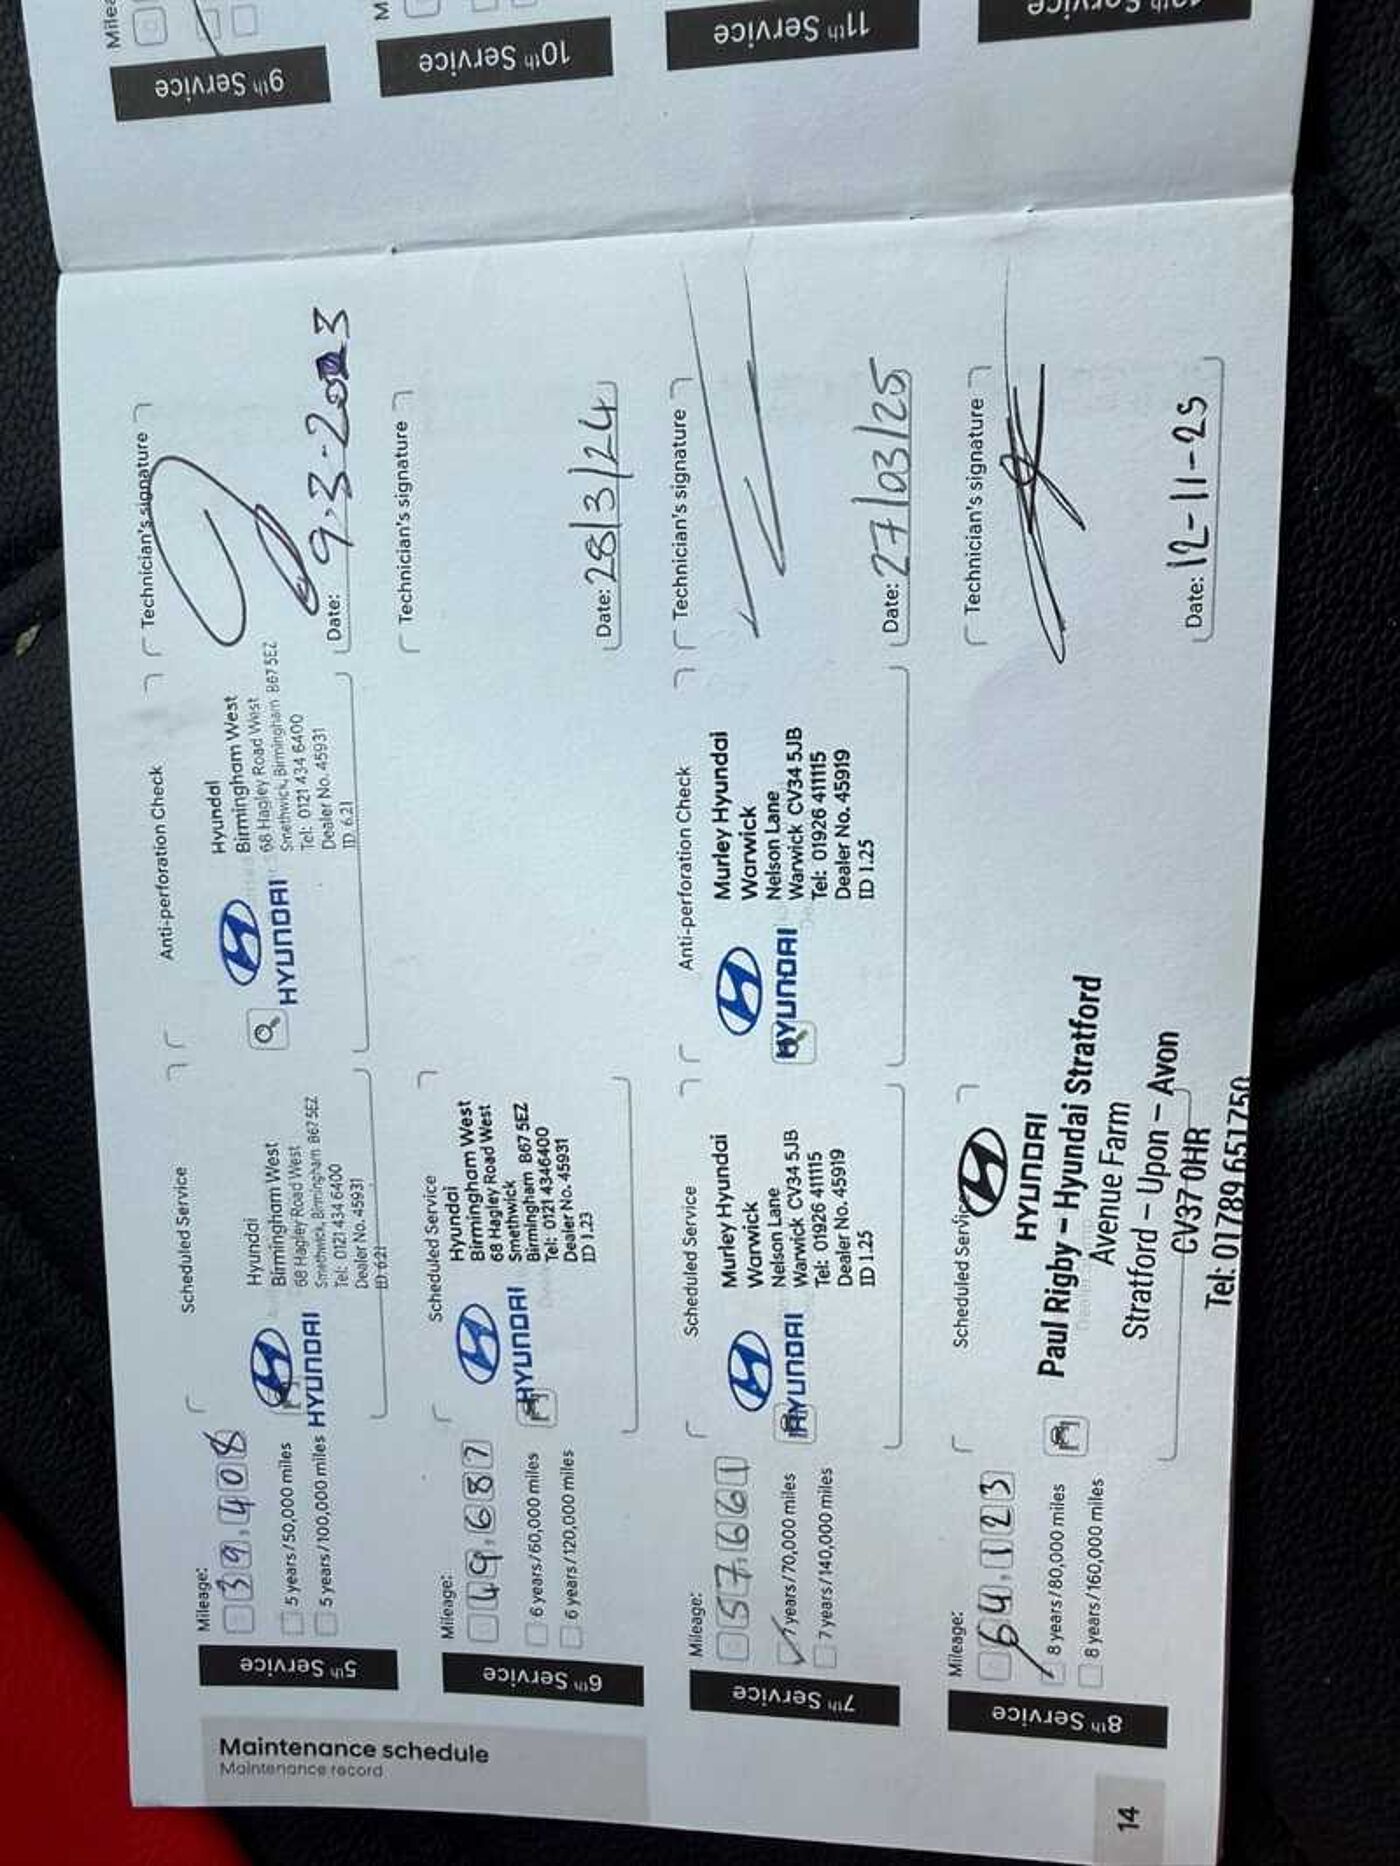 Maintenance schedule
Maintenance record
5th Service
Mileage:
39,408
5 years/50,000 miles
5 years/100,000 miles
Scheduled Service
HYUNDAI
Hyundai
Birmingham West
68 Hagley Road West
Smethwick, Birmingham B67 5EZ
Tel: 0121 434 6400
Dealer No. 45931
ID 6.21
Anti-perforation Check
HYUNDAI
Hyundai
Birmingham West
68 Hagley Road West
Smethwick, Birmingham B67 5EZ
Tel: 0121 434 6400
Dealer No. 45931
ID 6.21
Technician's signature
Date: 9-3-2023
6th Service
Mileage:
49,687
6 years/60,000 miles
6 years/120,000 miles
Scheduled Service
HYUNDAI
Hyundai
Birmingham West
68 Hagley Road West
Smethwick
Birmingham B67 5EZ
Tel: 0121 4346400
Dealer No. 45931
ID 1.23
Technician's signature
Date: 28/3/24
7th Service
Mileage:
57,661
7 years/70,000 miles
7 years/140,000 miles
Scheduled Service
HYUNDAI
Murley Hyundai
Warwick
Nelson Lane
Warwick CV34 5JB
Tel: 01926 411115
Dealer No. 45919
ID 1.25
Anti-perforation Check
HYUNDAI
Murley Hyundai
Warwick
Nelson Lane
Warwick CV34 5JB
Tel: 01926 411115
Dealer No. 45919
ID 1.25
Technician's signature
Date: 27/03/25
8th Service
Mileage:
64,123
8 years/80,000 miles
8 years/160,000 miles
Scheduled Service
HYUNDAI
Paul Rigby – Hyundai Stratford
Avenue Farm
Stratford – Upon – Avon
CV37 0HR
Tel: 01789 651750
Technician's signature
Date: 12-11-25
14
9th Service
10th Service
11th Service
Service